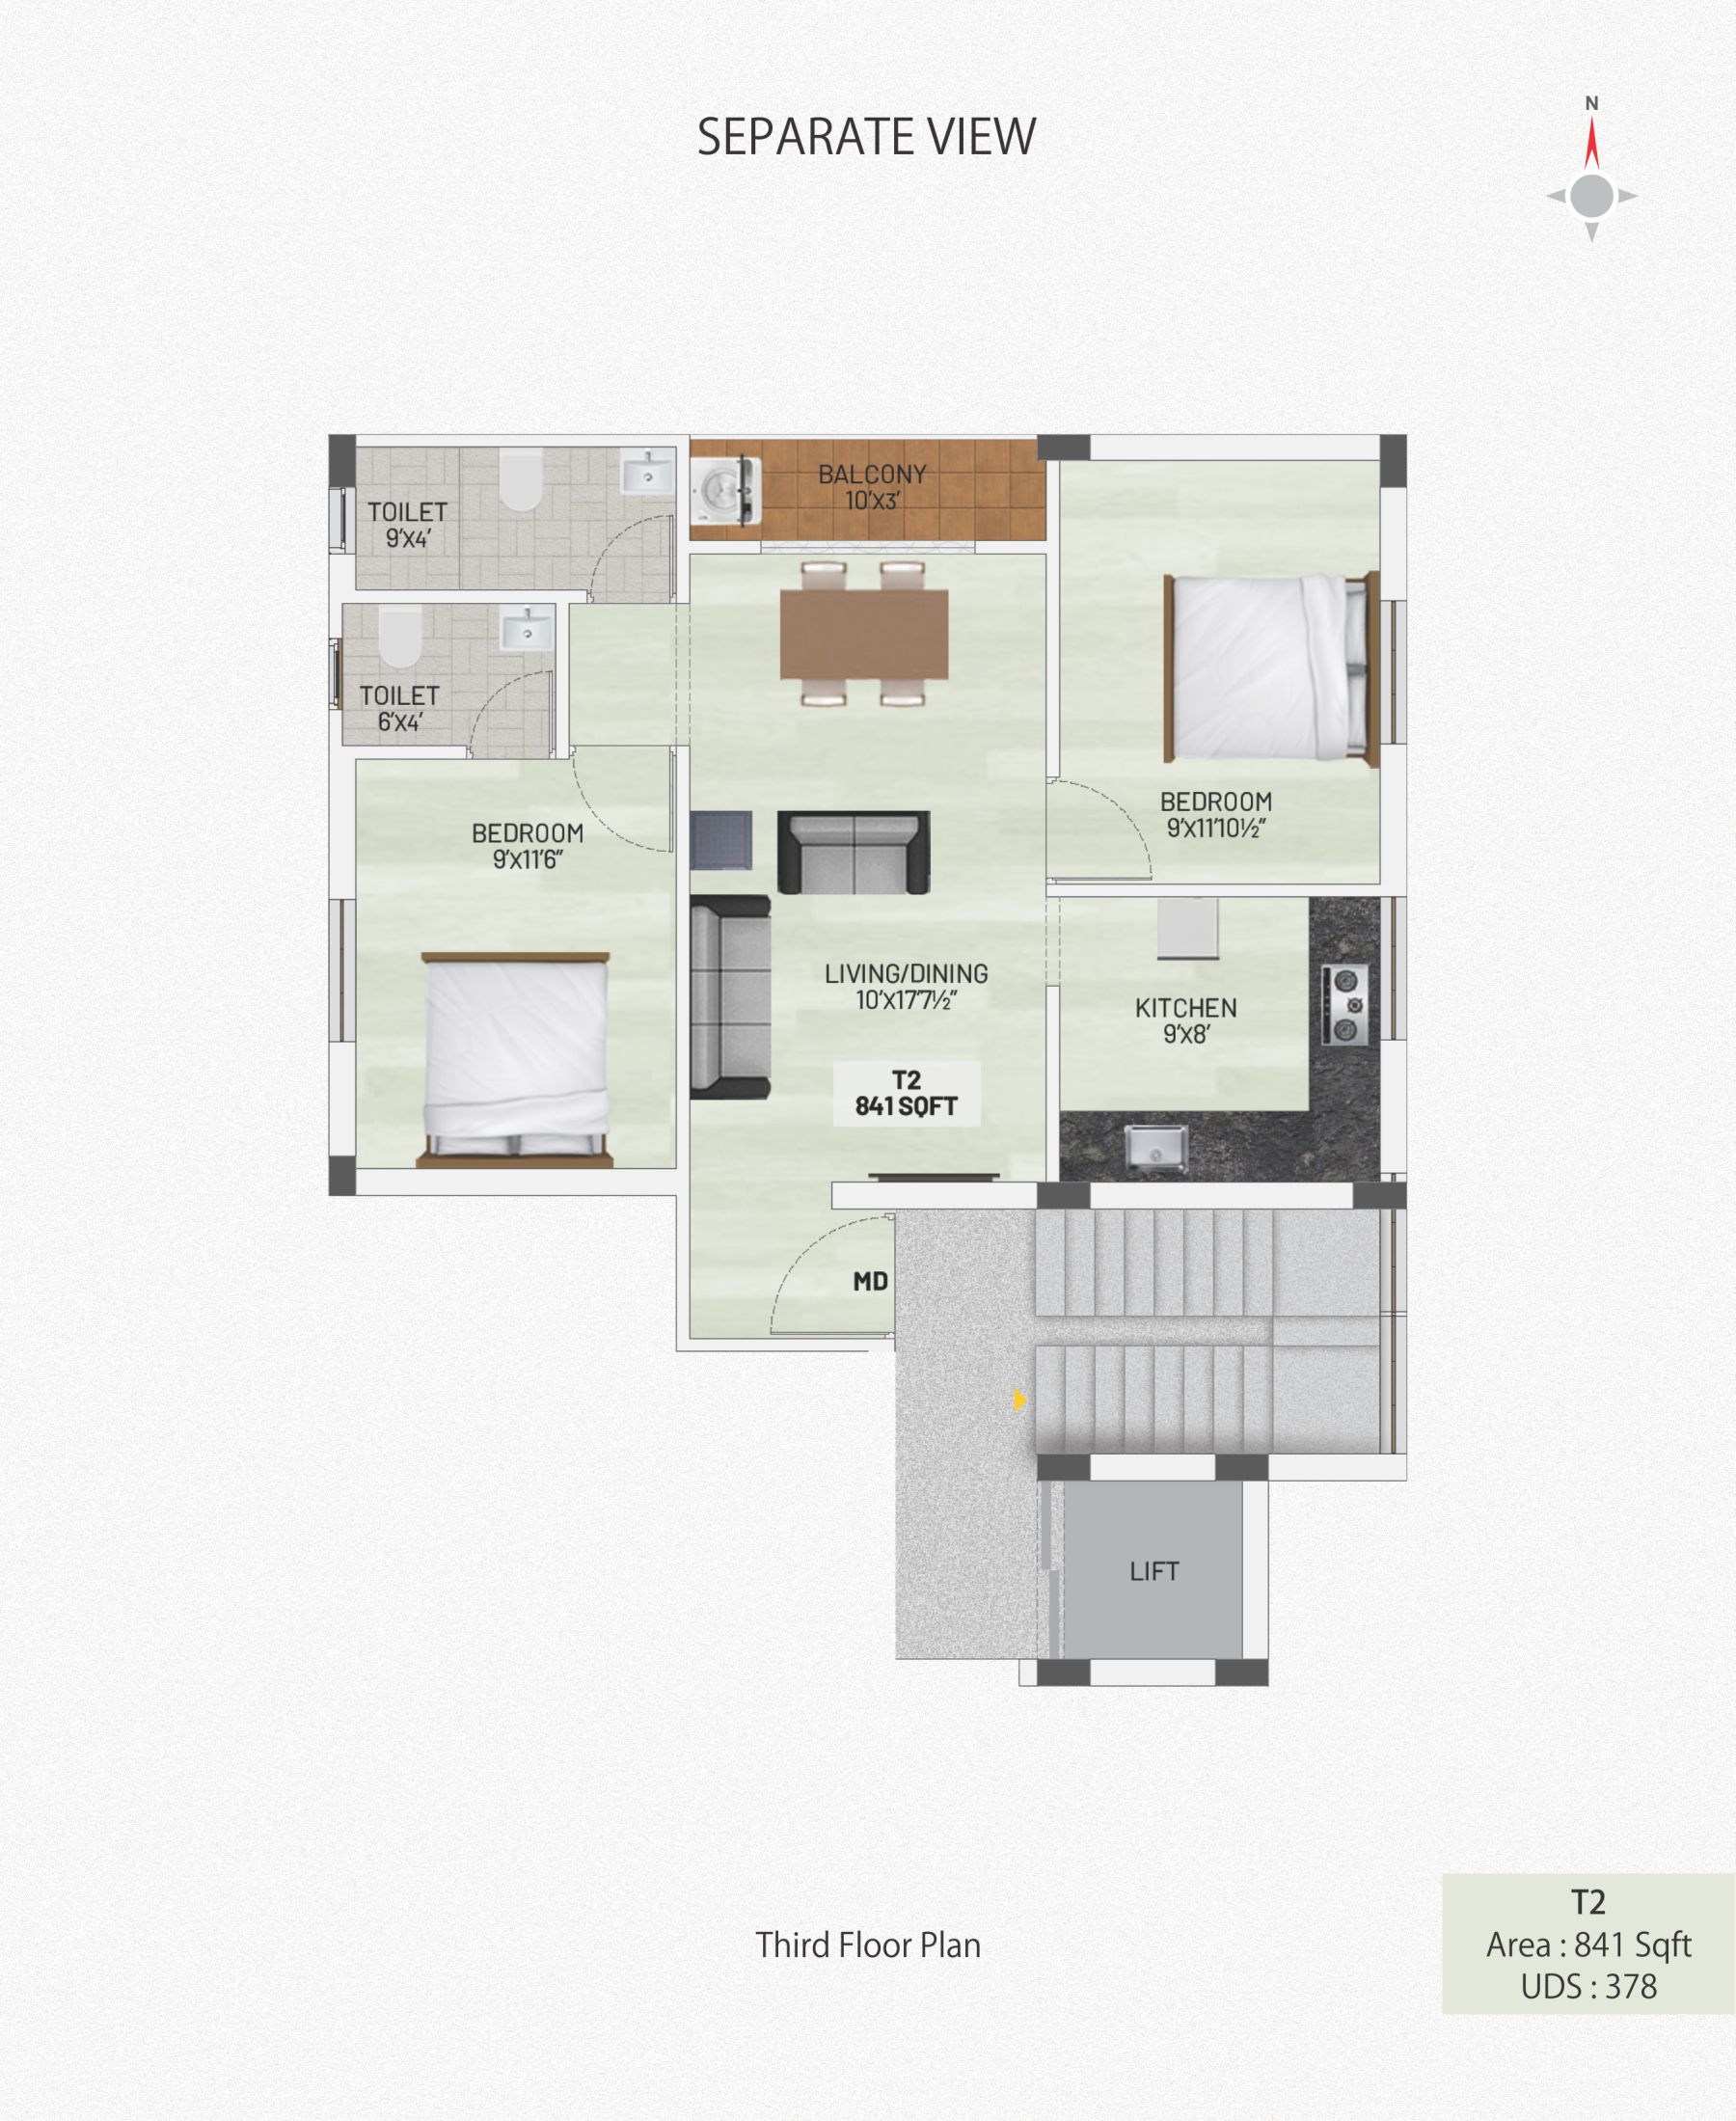 SEPARATE VIEW
N
BALCONY
10'X3'
TOILET
9'X4'
TOILET
6'X4'
BEDROOM
9'X11'10½"
BEDROOM
9'X11'6"
LIVING/DINING
10'X17'7½"
KITCHEN
9'X8'
T2
841 SQFT
MD
LIFT
Third Floor Plan
T2
Area : 841 Sqft
UDS : 378